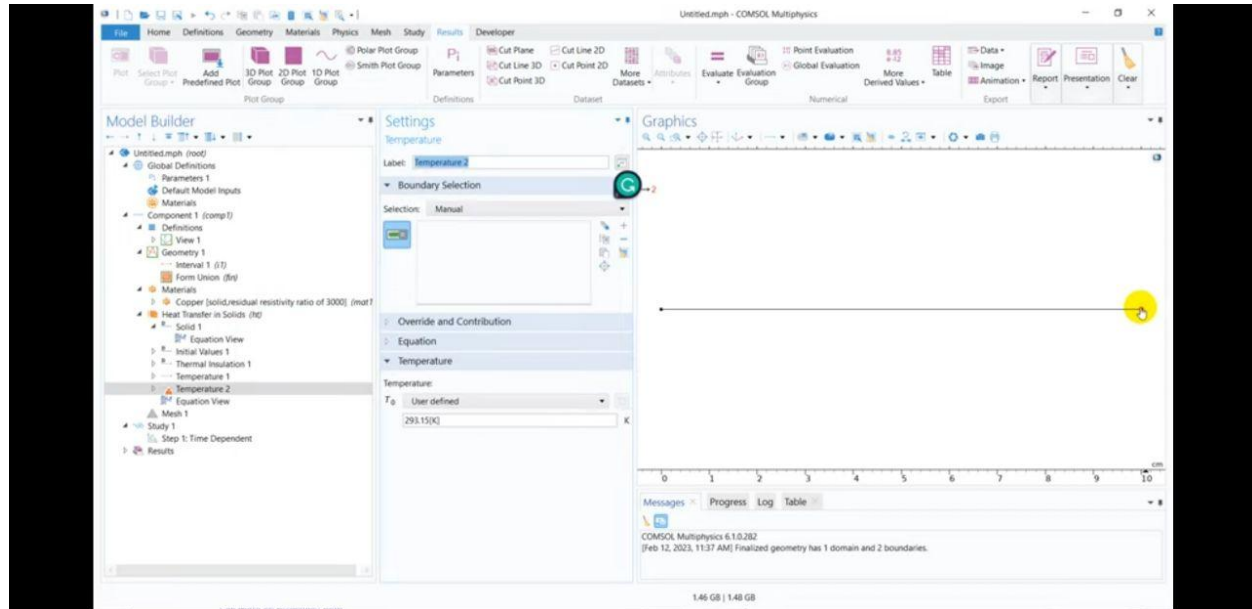 Untitled.mph - COMSOL Multiphysics
File Home Definitions Geometry Materials Physics Mesh Study Results Developer
Plot
Select Plot Group
Add Predefined Plot
3D Plot Group
2D Plot Group
1D Plot Group
Polar Plot Group
Smith Plot Group
Plot Group
Pi
Parameters
Definitions
Cut Plane
Cut Line 3D
Cut Point 3D
Cut Line 2D
Cut Point 2D
More Datasets
Dataset
Attributes
Evaluate
Evaluation Group
Point Evaluation
Global Evaluation
More Derived Values
Table
Numerical
Data
Image
Animation
Export
Report
Presentation
Clear
Model Builder
Untitled.mph (root)
Global Definitions
Parameters 1
Default Model Inputs
Materials
Component 1 (comp1)
Definitions
View 1
Geometry 1
Interval 1 (i1)
Form Union (fin)
Materials
Copper [solid,residual resistivity ratio of 3000] (mat1
Heat Transfer in Solids (ht)
Solid 1
Equation View
Initial Values 1
Thermal Insulation 1
Temperature 1
Temperature 2
Equation View
Mesh 1
Study 1
Step 1: Time Dependent
Results
Settings
Temperature
Label: Temperature 2
Boundary Selection
Selection: Manual
Override and Contribution
Equation
Temperature
Temperature:
T0 User defined
293.15[K] K
Graphics
2
cm
0 1 2 3 4 5 6 7 8 9 10
Messages Progress Log Table
COMSOL Multiphysics 6.1.0.282
[Feb 12, 2023, 11:37 AM] Finalized geometry has 1 domain and 2 boundaries.
1.46 GB | 1.48 GB